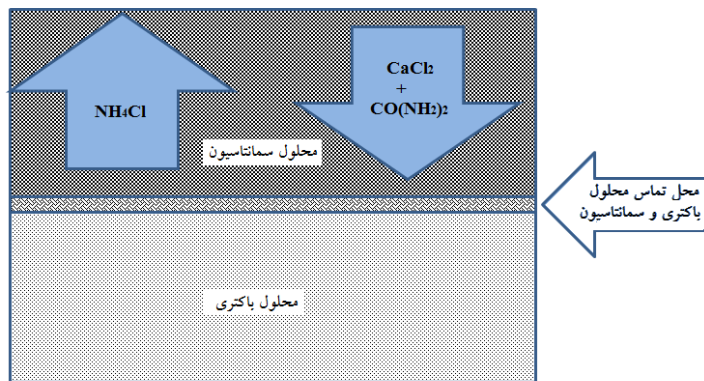 NH4Cl
CaCl2
+
CO(NH2)2
محلول سمانتاسیون
محل تماس محلول
باکتری و سمانتاسیون
محلول باکتری